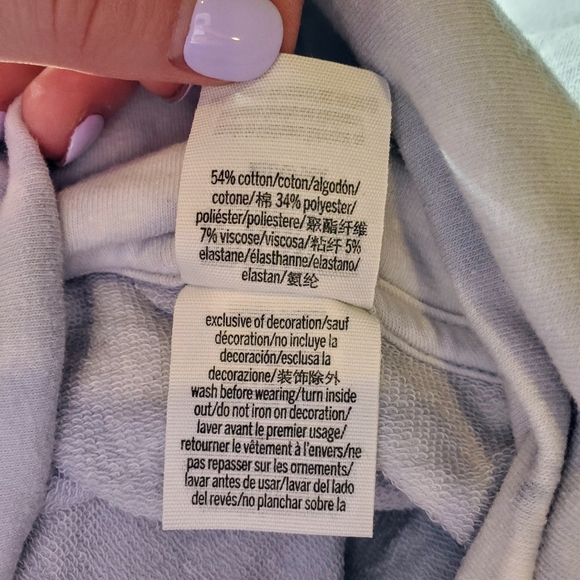 54% cotton/coton/algodón/
cotone/棉 34% polyester/
poliéster/poliestere/聚酯纤维
7% viscose/viscosa/粘纤 5%
elastane/élasthanne/elastano/
elastan/氨纶
exclusive of decoration/sauf
décoration/no incluye la
decoración/esclusa la
decorazione/装饰除外
wash before wearing/turn inside
out/do not iron on decoration/
laver avant le premier usage/
retourner le vêtement à l'envers/ne
pas repasser sur les ornements/
lavar antes de usar/lavar del lado
del revés/no planchar sobre la